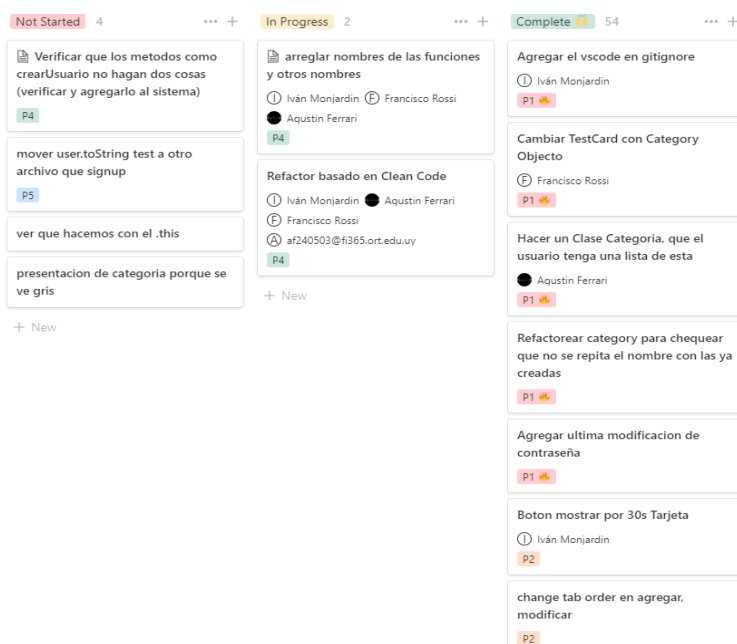 Not Started 4
Verificar que los metodos como
crearUsuario no hagan dos cosas
(verificar y agregarlo al sistema)
P4
mover user.toString test a otro
archivo que signup
P5
ver que hacemos con el .this
presentacion de categoria porque se
ve gris
+ New
In Progress 2
arreglar nombres de las funciones
y otros nombres
I Iván Monjardin F Francisco Rossi
Agustin Ferrari
P4
Refactor basado en Clean Code
I Iván Monjardin Agustin Ferrari
F Francisco Rossi
A af240503@fi365.ort.edu.uy
P4
+ New
Complete 54
Agregar el vscode en gitignore
I Iván Monjardin
P1
Cambiar TestCard con Category
Objecto
F Francisco Rossi
P1
Hacer un Clase Categoria, que el
usuario tenga una lista de esta
Agustin Ferrari
P1
Refactorear category para chequear
que no se repita el nombre con las ya
creadas
P1
Agregar ultima modificacion de
contraseña
P1
Boton mostrar por 30s Tarjeta
I Iván Monjardin
P2
change tab order en agregar,
modificar
P2